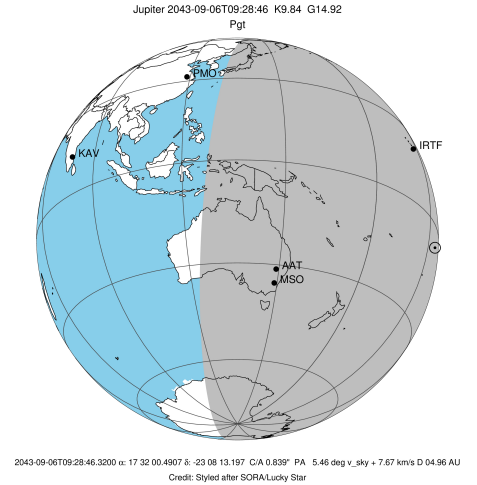 Jupiter 2043-09-06T09:28:46 K9.84 G14.92
Pgt
PMO
IRTF
KAV
AAT
MSO
2043-09-06T09:28:46.3200 α: 17 32 00.4907 δ: -23 08 13.197 C/A 0.839" PA 5.46 deg v_sky + 7.67 km/s D 04.96 AU
Credit: Styled after SORA/Lucky Star